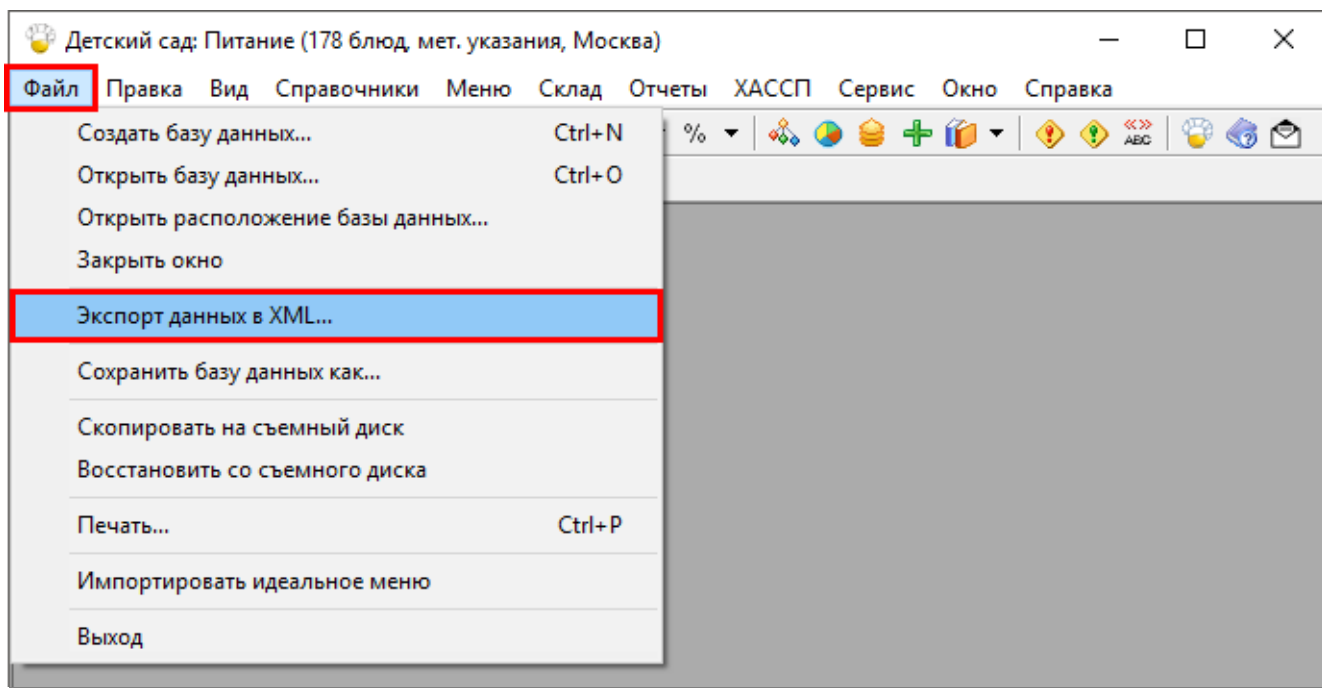 Детский сад: Питание (178 блюд, мет. указания, Москва)
Файл Правка Вид Справочники Меню Склад Отчеты ХАССП Сервис Окно Справка
Создать базу данных... Ctrl+N
% «» ABC
Открыть базу данных... Ctrl+O
Открыть расположение базы данных...
Закрыть окно
Экспорт данных в XML...
Сохранить базу данных как...
Скопировать на съемный диск
Восстановить со съемного диска
Печать... Ctrl+P
Импортировать идеальное меню
Выход